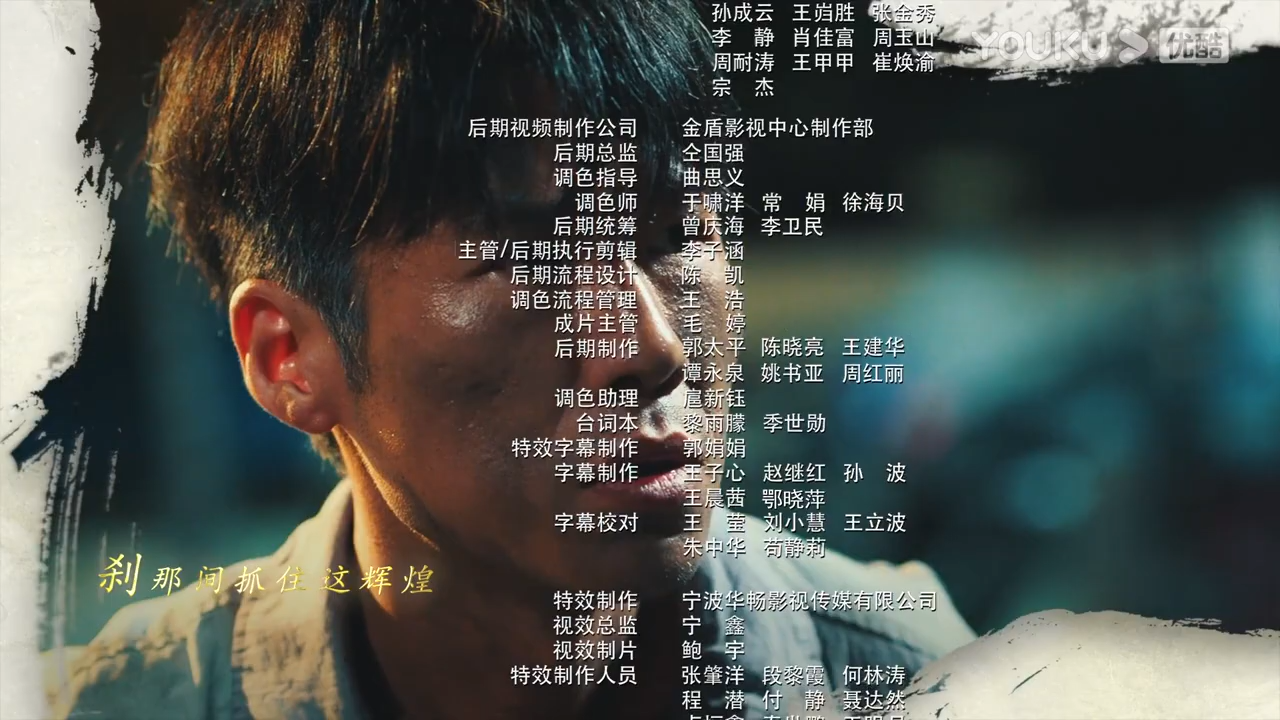 孙成云 王岿胜 张金秀
李 静 肖佳富 周玉山
周耐涛 王甲甲 崔焕渝
宗 杰
YOUKU 优酷
后期视频制作公司 金盾影视中心制作部
后期总监 仝国强
调色指导 曲思义
调色师 于啸洋 常 娟 徐海贝
后期统筹 曾庆海 李卫民
主管/后期执行剪辑 李子涵
后期流程设计 陈 凯
调色流程管理 王 浩
成片主管 毛 婷
后期制作 郭太平 陈晓亮 王建华
谭永泉 姚书亚 周红丽
调色助理 扈新钰
台词本 黎雨朦 季世勋
特效字幕制作 郭娟娟
字幕制作 王子心 赵继红 孙 波
王晨茜 鄂晓萍
字幕校对 王 莹 刘小慧 王立波
朱中华 苟静莉
刹那间抓住这辉煌
特效制作 宁波华畅影视传媒有限公司
视效总监 宁 鑫
视效制片 鲍 宇
特效制作人员 张肇洋 段黎霞 何林涛
程 潜 付 静 聂达然